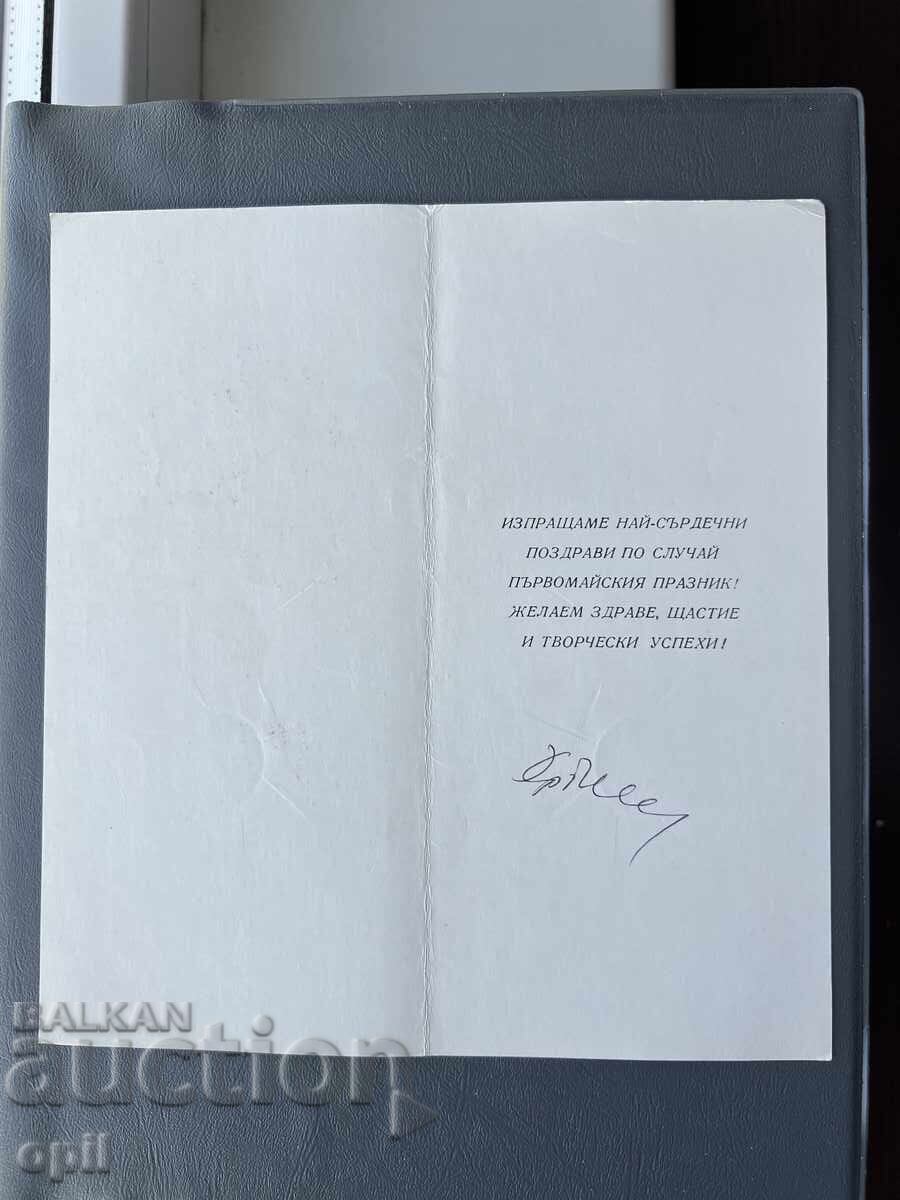 ИЗПРАЩАМЕ НАЙ-СЪРДЕЧНИ
ПОЗДРАВИ ПО СЛУЧАЙ
ПЪРВОМАЙСКИЯ ПРАЗНИК!
ЖЕЛАЕМ ЗДРАВЕ, ЩАСТИЕ
И ТВОРЧЕСКИ УСПЕХИ!
BALKAN
auction
opil